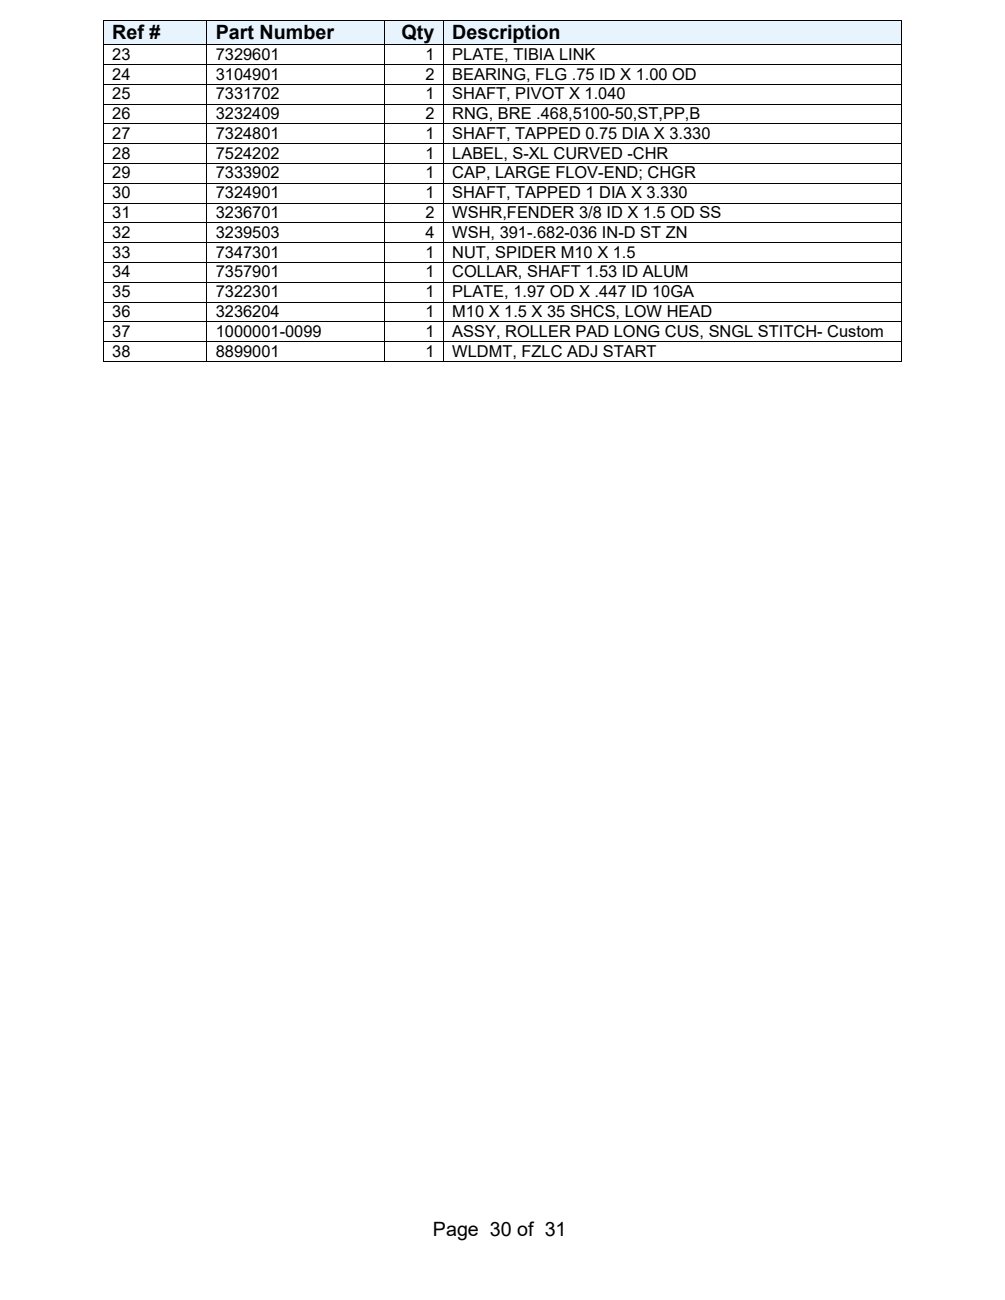 Ref # Part Number Qty Description
23 7329601 1 PLATE, TIBIA LINK
24 3104901 2 BEARING, FLG .75 ID X 1.00 OD
25 7331702 1 SHAFT, PIVOT X 1.040
26 3232409 2 RNG, BRE .468,5100-50,ST,PP,B
27 7324801 1 SHAFT, TAPPED 0.75 DIA X 3.330
28 7524202 1 LABEL, S-XL CURVED -CHR
29 7333902 1 CAP, LARGE FLOV-END; CHGR
30 7324901 1 SHAFT, TAPPED 1 DIA X 3.330
31 3236701 2 WSHR,FENDER 3/8 ID X 1.5 OD SS
32 3239503 4 WSH, 391-.682-036 IN-D ST ZN
33 7347301 1 NUT, SPIDER M10 X 1.5
34 7357901 1 COLLAR, SHAFT 1.53 ID ALUM
35 7322301 1 PLATE, 1.97 OD X .447 ID 10GA
36 3236204 1 M10 X 1.5 X 35 SHCS, LOW HEAD
37 1000001-0099 1 ASSY, ROLLER PAD LONG CUS, SNGL STITCH- Custom
38 8899001 1 WLDMT, FZLC ADJ START
Page 30 of 31